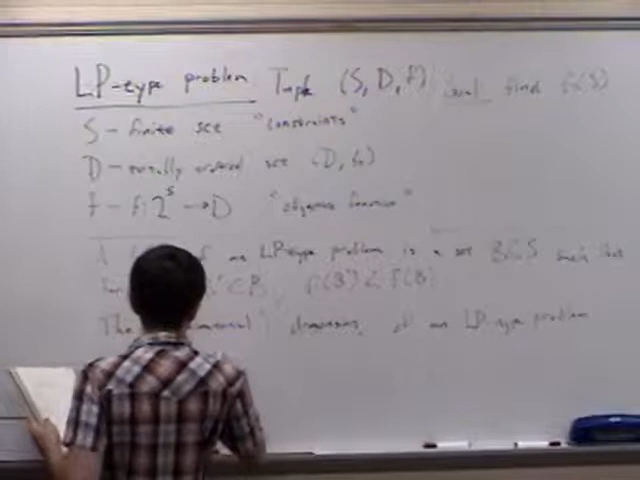 LP-type problem Tuple (S, D, f) Goal find f(S)
S - finite set "constraints"
D - totally ordered set (D, ≤)
f - f: 2^S → D "objective function"
A of an LP-type problem is a set B⊆S such that
B, f(B') < f(B)
The dimension of an LP-type problem